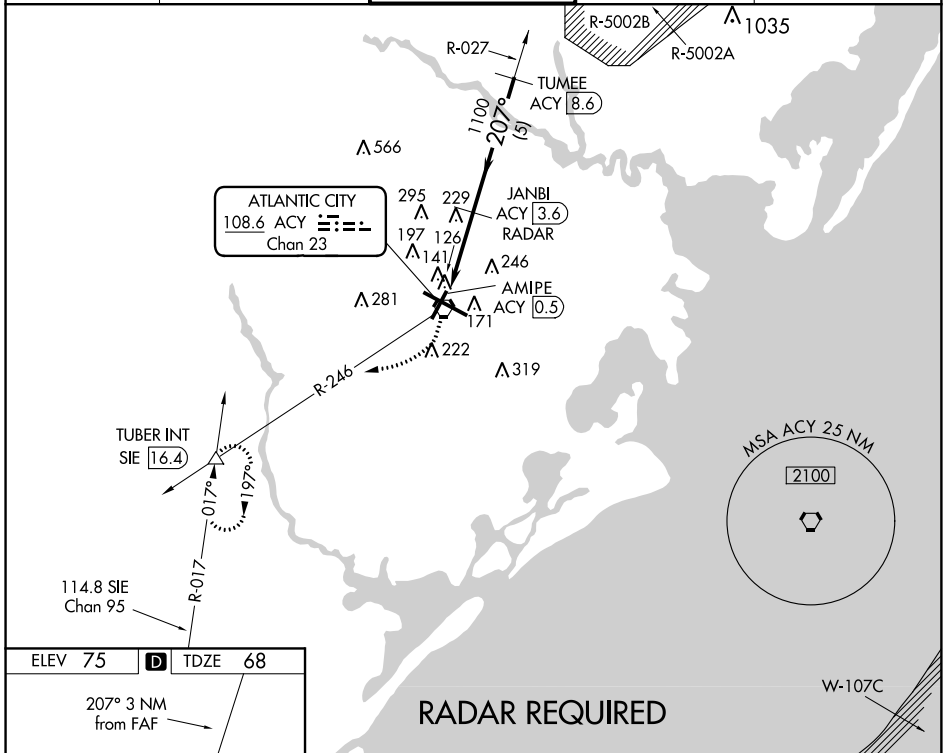 R-5002B
1035
R-5002A
R-027
TUMEE
ACY 8.6
1100
207°
(5)
566
ATLANTIC CITY
108.6 ACY
Chan 23
295
229
JANBI
ACY 3.6
RADAR
197
126
141
246
AMIPE
ACY 0.5
281
171
222
319
R-246
TUBER INT
SIE 16.4
017°
197°
R-017
114.8 SIE
Chan 95
MSA ACY 25 NM
2100
ELEV 75 D TDZE 68
207° 3 NM
from FAF
RADAR REQUIRED
W-107C